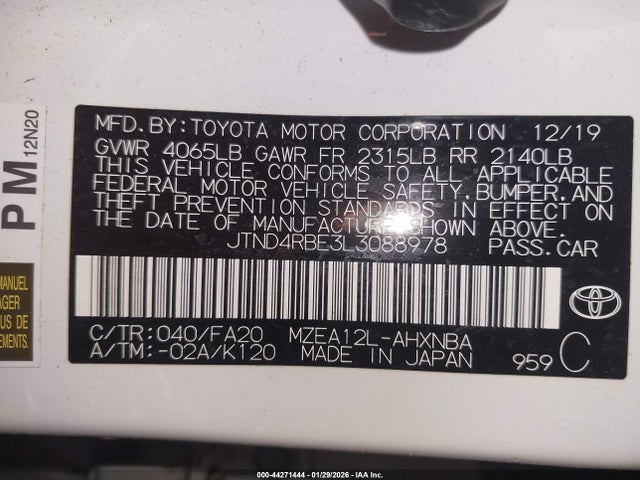 PM 12N20
MANUEL
AGER
US DE
EMENTS.
MFD.BY:TOYOTA MOTOR CORPORATION 12/19
GVWR 4065LB GAWR FR 2315LB RR 2140LB
THIS VEHICLE CONFORMS TO ALL APPLICABLE
FEDERAL MOTOR VEHICLE SAFETY,BUMPER,AND
THEFT PREVENTION STANDARDS IN EFFECT ON
THE DATE OF MANUFACTURE SHOWN ABOVE.
JTND4RBE3L3088978 PASS.CAR
C/TR:040/FA20 MZEA12L-AHXNBA
A/TM:-02A/K120 MADE IN JAPAN 959 C
000-44271444 | 01/29/2026 - IAA Inc.